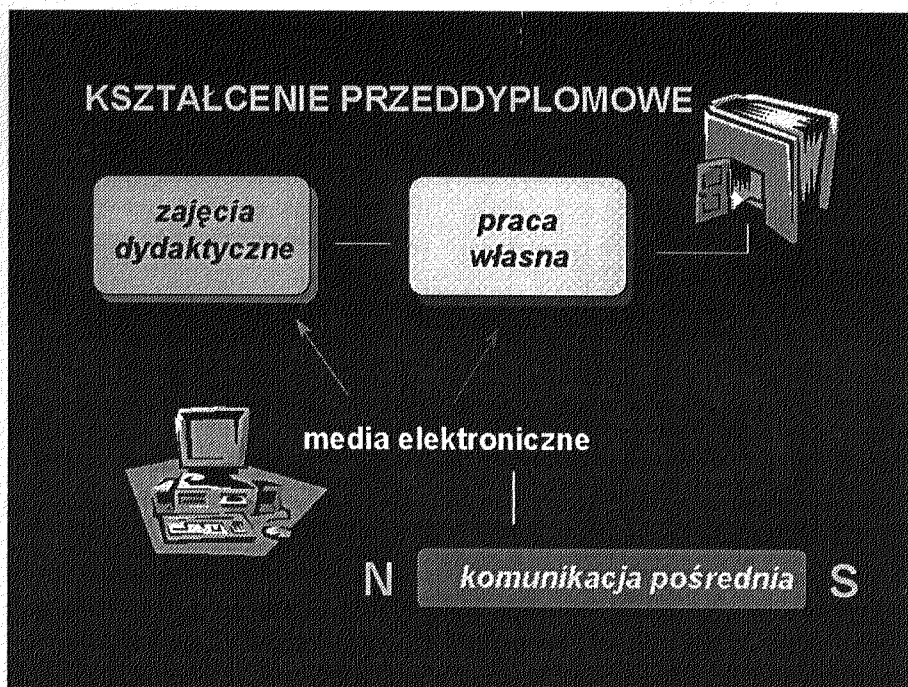 KSZTAŁCENIE PRZEDDYPLOMOWE
zajęcia
dydaktyczne
praca
własna
media elektroniczne
N
komunikacja pośrednia
S